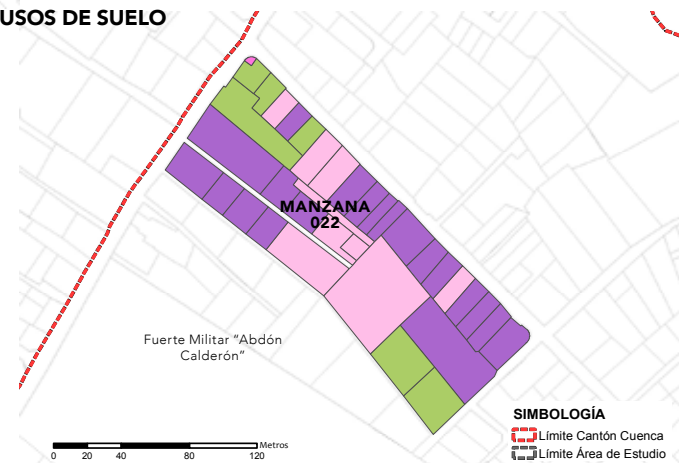 USOS DE SUELO
MANZANA
022
Fuerte Militar "Abdón
Calderón"
Metros
0 20 40 80 120
SIMBOLOGÍA
Límite Cantón Cuenca
Límite Área de Estudio